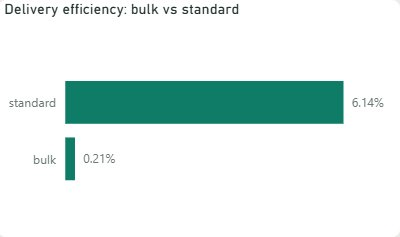 Delivery efficiency: bulk vs standard
standard 6.14%
bulk 0.21%